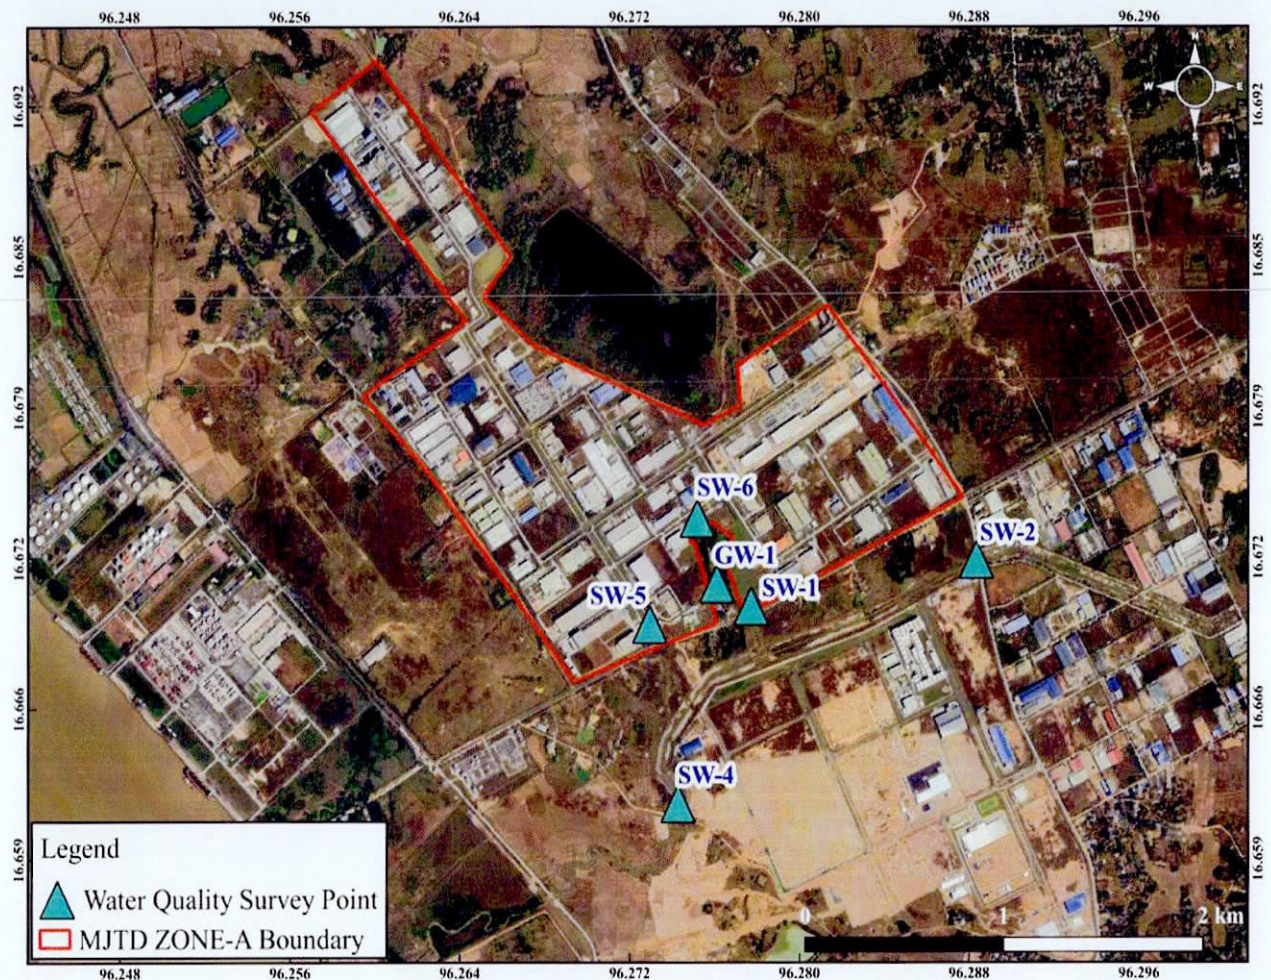 96.248 96.256 96.264 96.272 96.280 96.288 96.296
N
W E
16.692 16.692
16.685 16.685
16.679 16.679
SW-6
SW-2
16.672 16.672
GW-1
SW-5 SW-1
16.666 16.666
SW-4
16.659 16.659
Legend
Water Quality Survey Point
MJTD ZONE-A Boundary
0 1 2 km
96.248 96.256 96.264 96.272 96.280 96.288 96.296